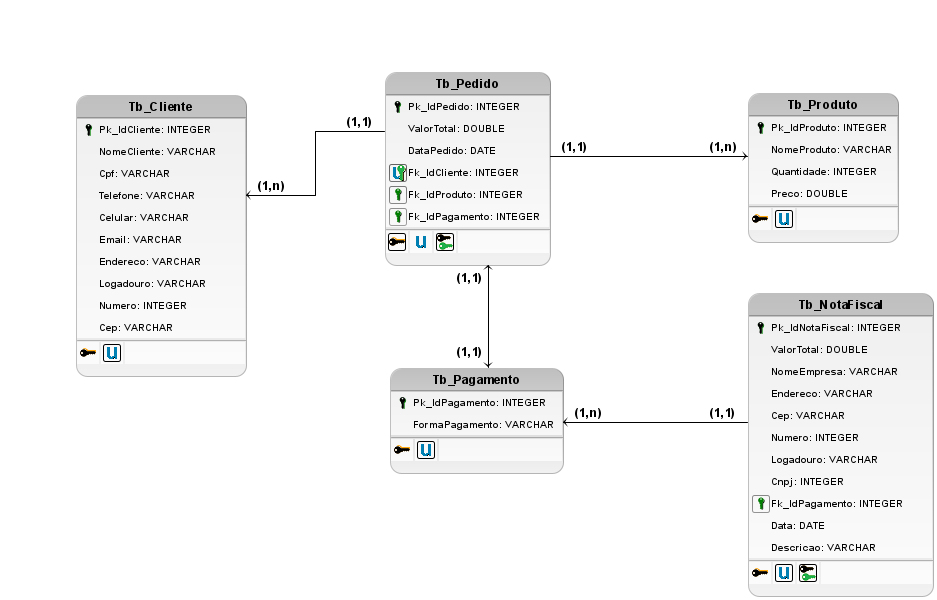 Tb_Cliente
Pk_IdCliente: INTEGER
NomeCliente: VARCHAR
Cpf: VARCHAR
Telefone: VARCHAR
Celular: VARCHAR
Email: VARCHAR
Endereco: VARCHAR
Logadouro: VARCHAR
Numero: INTEGER
Cep: VARCHAR
U
(1,1)
(1,n)
Tb_Pedido
Pk_IdPedido: INTEGER
ValorTotal: DOUBLE
DataPedido: DATE
U
Fk_IdCliente: INTEGER
Fk_IdProduto: INTEGER
Fk_IdPagamento: INTEGER
U
(1,1)
(1,n)
Tb_Produto
Pk_IdProduto: INTEGER
NomeProduto: VARCHAR
Quantidade: INTEGER
Preco: DOUBLE
U
(1,1)
(1,1)
Tb_Pagamento
Pk_IdPagamento: INTEGER
FormaPagamento: VARCHAR
U
(1,n)
(1,1)
Tb_NotaFiscal
Pk_IdNotaFiscal: INTEGER
ValorTotal: DOUBLE
NomeEmpresa: VARCHAR
Endereco: VARCHAR
Cep: VARCHAR
Numero: INTEGER
Logadouro: VARCHAR
Cnpj: INTEGER
Fk_IdPagamento: INTEGER
Data: DATE
Descricao: VARCHAR
U